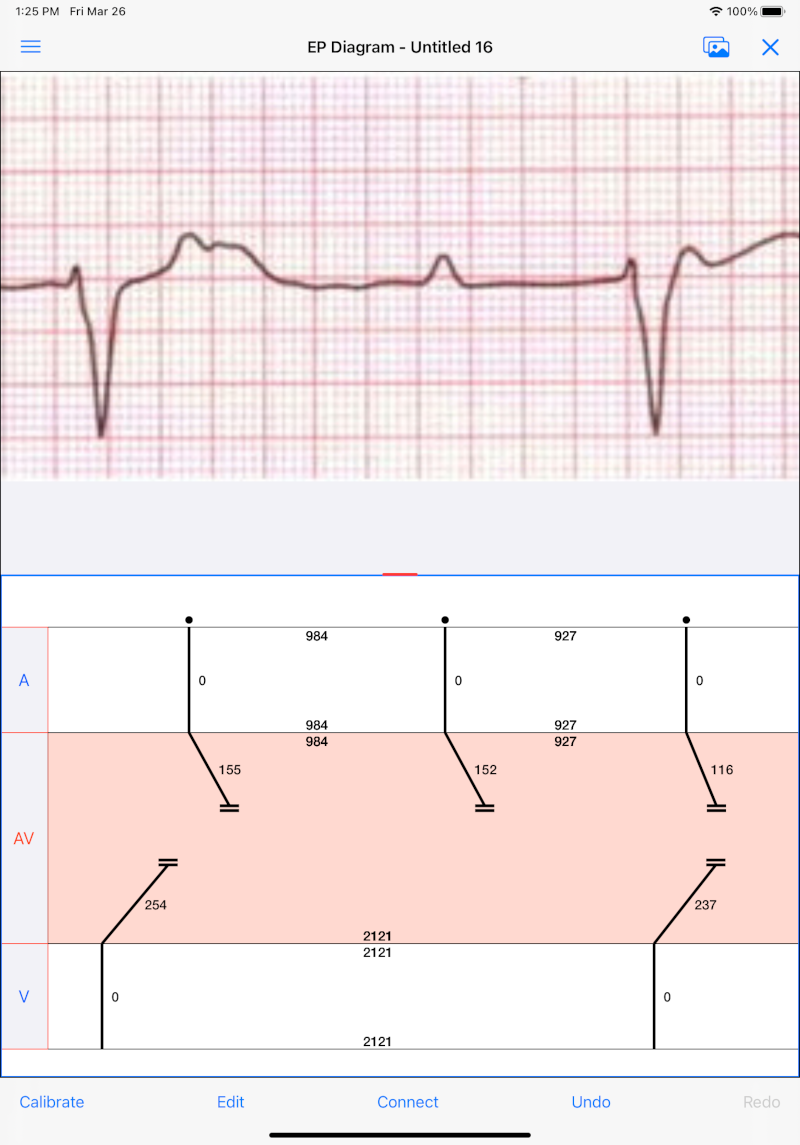 1:25 PM Fri Mar 26 100%
EP Diagram - Untitled 16
984 927
A 0 0 0
984 927
984 927
155 152 116
AV
254 237
2121
2121
V 0 0
2121
Calibrate Edit Connect Undo Redo